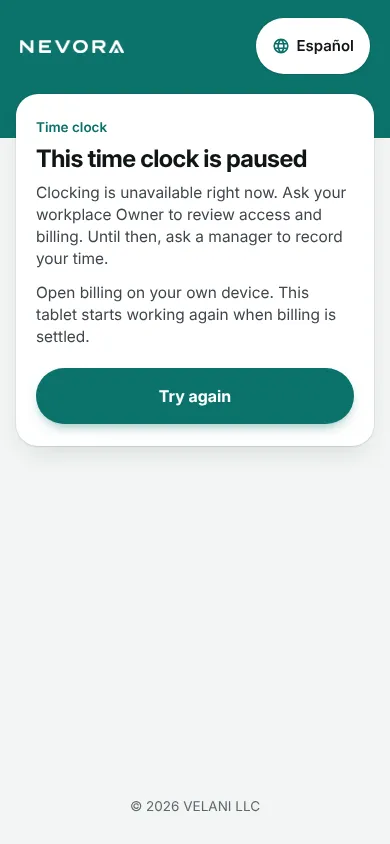 NEVORA
Español
Time clock
This time clock is paused
Clocking is unavailable right now. Ask your
workplace Owner to review access and
billing. Until then, ask a manager to record
your time.
Open billing on your own device. This
tablet starts working again when billing is
settled.
Try again
© 2026 VELANI LLC